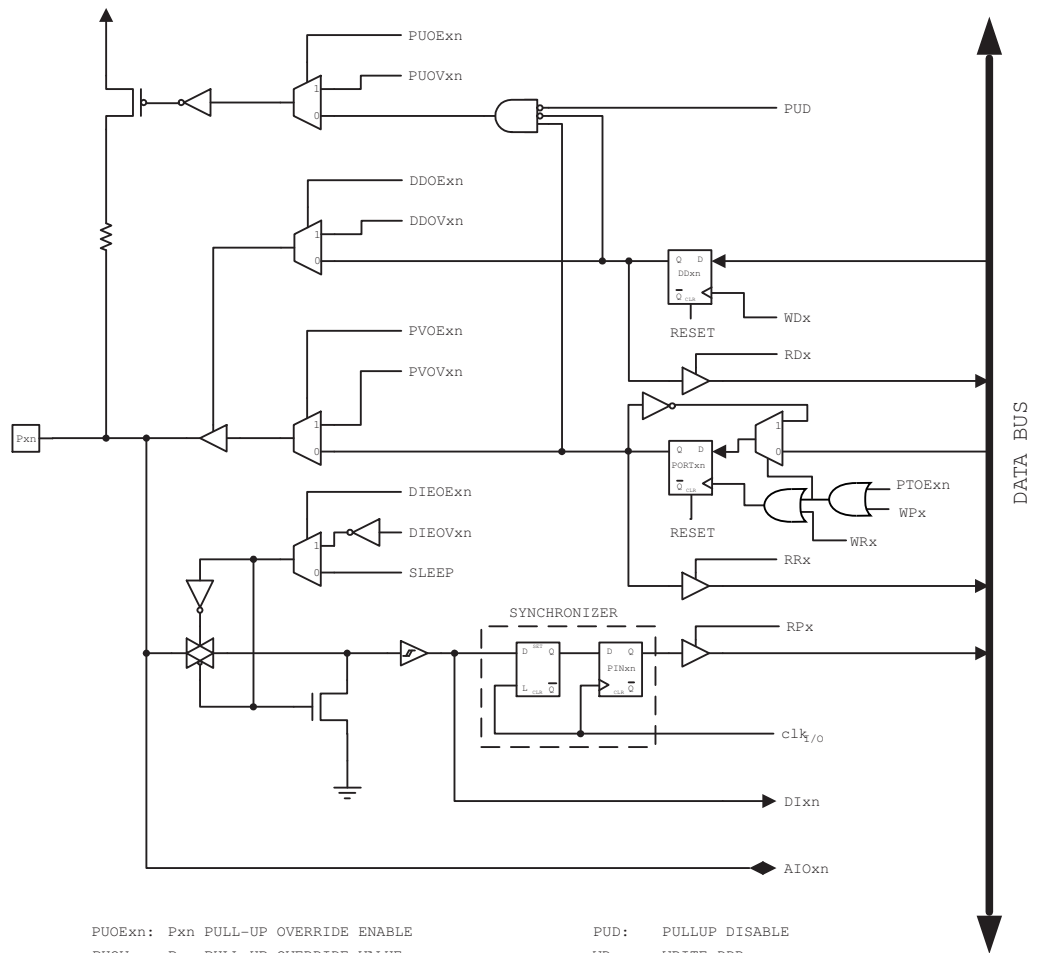 PUOExn
PUOVxn
1
0
PUD
DDOExn
DDOVxn
1
0
Q D
DDxn
Q CLR
WDx
RESET
PVOExn
PVOVxn
RDx
Pxn
1
0
1
0
Q D
PORTxn
Q CLR
PTOExn
WPx
RESET
WRx
DATA BUS
DIEOExn
DIEOVxn
1
0
SLEEP
RRx
SYNCHRONIZER
RPx
D SET Q
L CLR Q
D Q
PINxn
CLR Q
clk I/O
DIxn
AIOxn
PUOExn: Pxn PULL-UP OVERRIDE ENABLE
PUD: PULLUP DISABLE